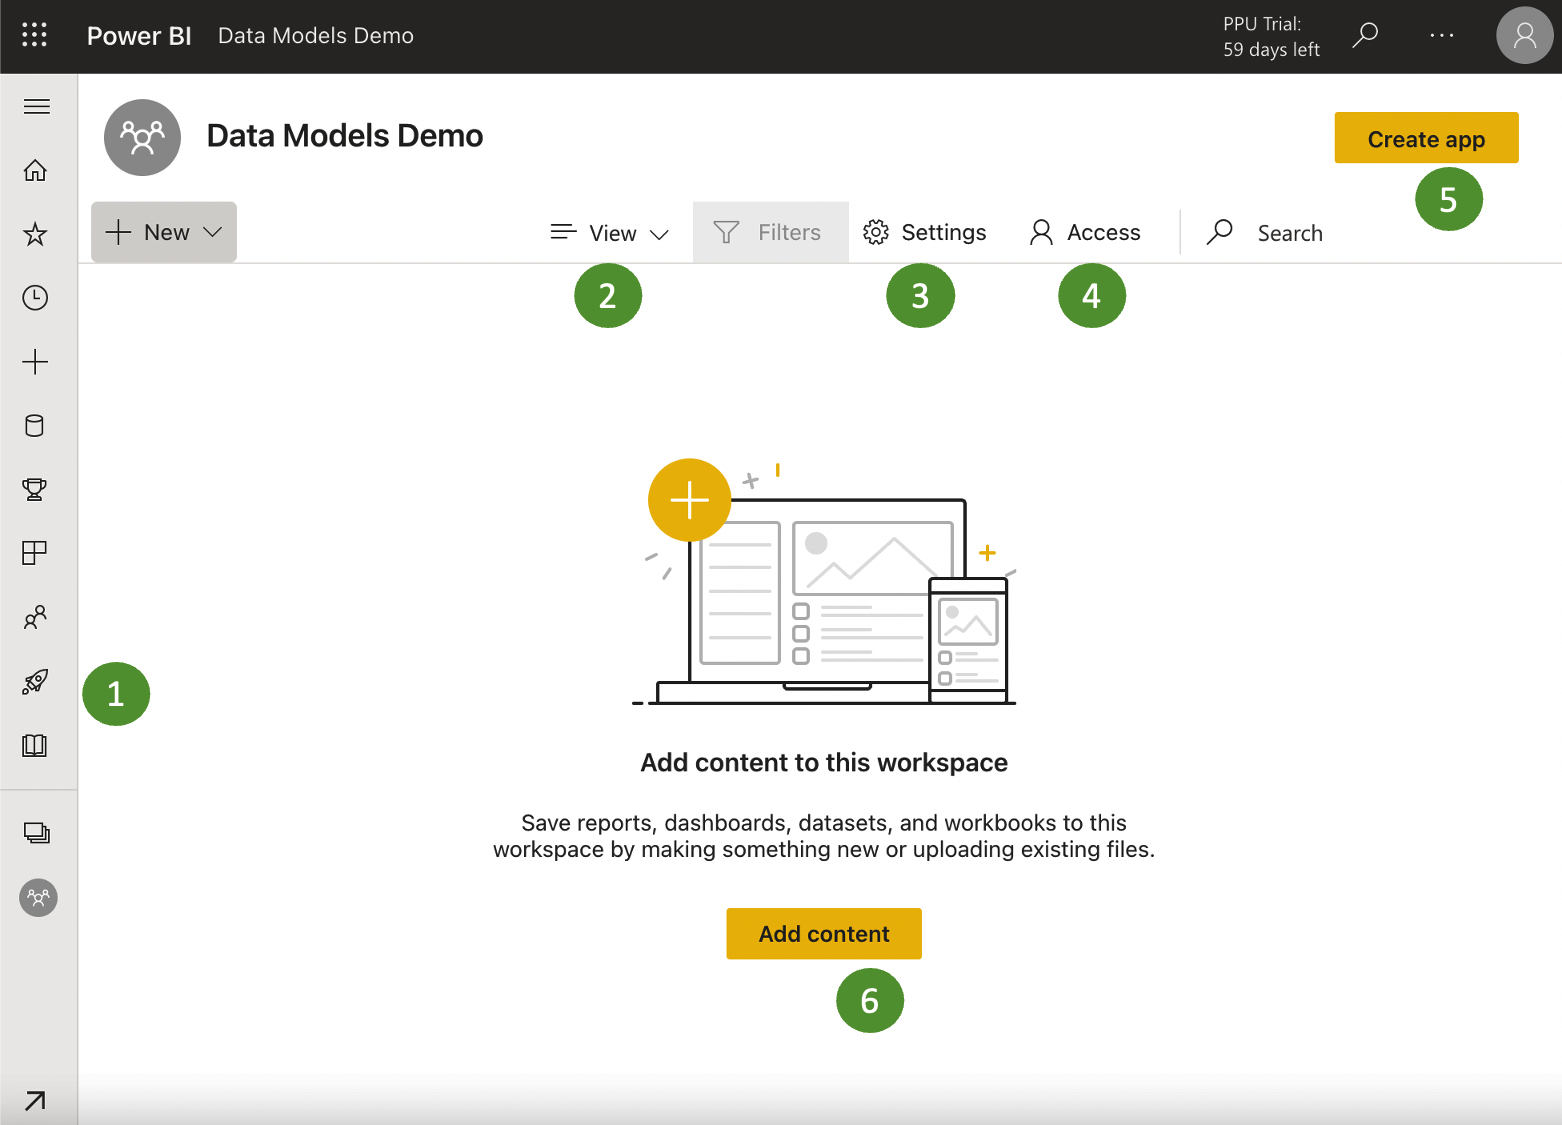 Power BI Data Models Demo
PPU Trial:
59 days left
Data Models Demo
Create app
5
New
View
Filters
Settings
Access
Search
2
3
4
1
Add content to this workspace
Save reports, dashboards, datasets, and workbooks to this
workspace by making something new or uploading existing files.
Add content
6